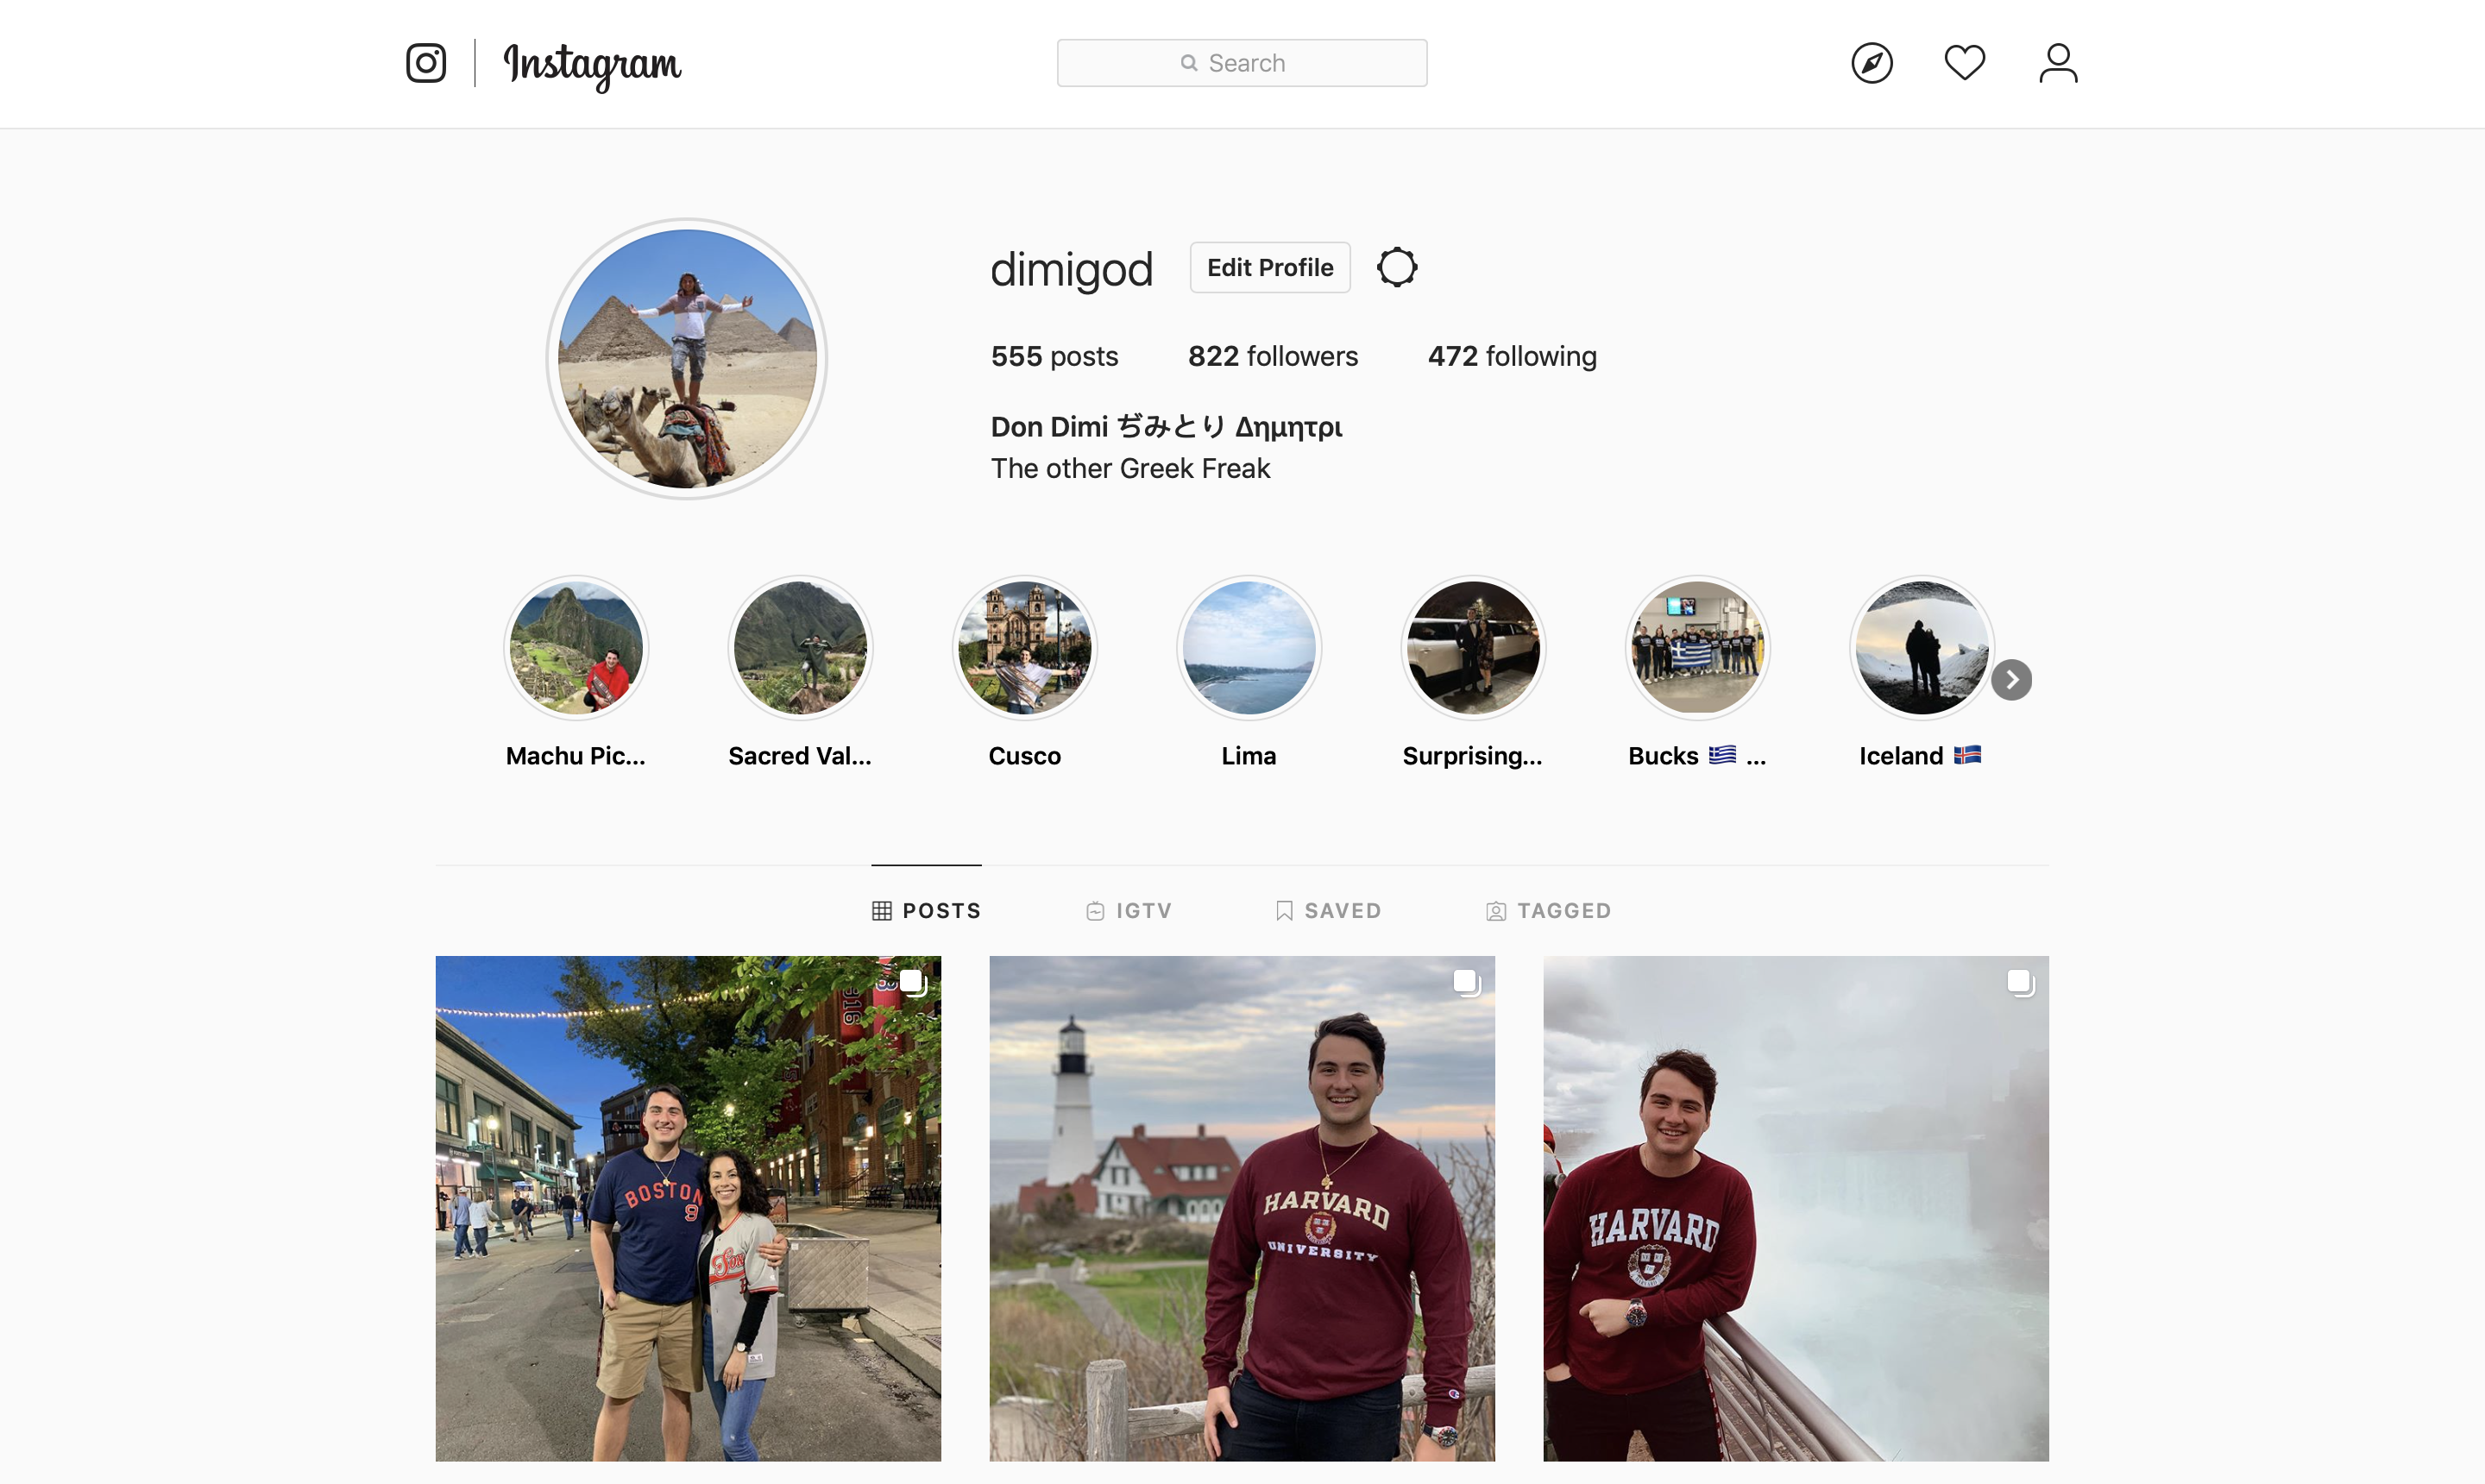 Instagram
Search
dimigod Edit Profile
555 posts 822 followers 472 following
Don Dimi ぢみとり Δημητρι
The other Greek Freak
Machu Pic... Sacred Val... Cusco Lima Surprising... Bucks 🇬🇷 ... Iceland 🇮🇸
POSTS IGTV SAVED TAGGED
BOSTON
9
Sox
HARVARD
UNIVERSITY
HARVARD